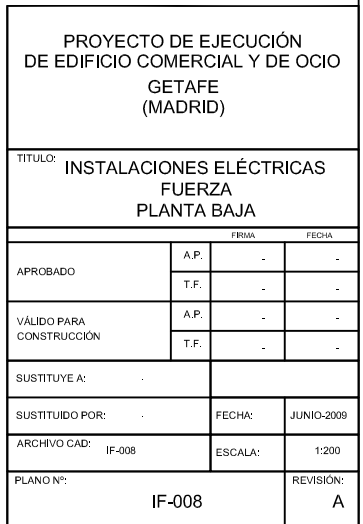 PROYECTO DE EJECUCIÓN
DE EDIFICIO COMERCIAL Y DE OCIO
GETAFE
(MADRID)
TITULO: INSTALACIONES ELÉCTRICAS
FUERZA
PLANTA BAJA
FIRMA FECHA
APROBADO
A.P. - -
T.F. - -
VÁLIDO PARA
CONSTRUCCIÓN
A.P. - -
T.F. - -
SUSTITUYE A: .
SUSTITUIDO POR: . FECHA: JUNIO-2009
ARCHIVO CAD: IF-008 ESCALA: 1:200
PLANO Nº: REVISIÓN:
IF-008 A